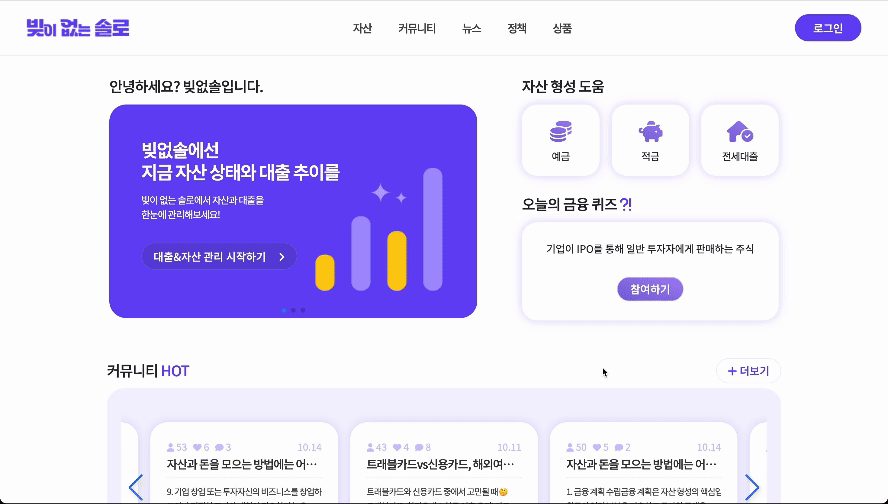 빚이 없는 솔로
자산 커뮤니티 뉴스 정책 상품
로그인
안녕하세요? 빚없솔입니다.
빚없솔에선
지금 자산 상태와 대출 추이를
빚이 없는 솔로에서 자산과 대출을
한눈에 관리해보세요!
대출&자산 관리 시작하기 >
자산 형성 도움
예금 적금 전세대출
오늘의 금융 퀴즈 ?!
기업이 IPO를 통해 일반 투자자에게 판매하는 주식
참여하기
커뮤니티 HOT
+ 더보기
53 6 3 10.14
자산과 돈을 모으는 방법에는 어…
9. 기업 창업 또는 투자자신의 비즈니스를 창업하
43 4 8 10.11
트래블카드vs신용카드, 해외여…
트래블카드와 신용카드 중에서 고민될 때🤔
50 5 2 10.14
자산과 돈을 모으는 방법에는 어…
1. 금융 계획 수립금융 계획은 자산 형성의 핵심입